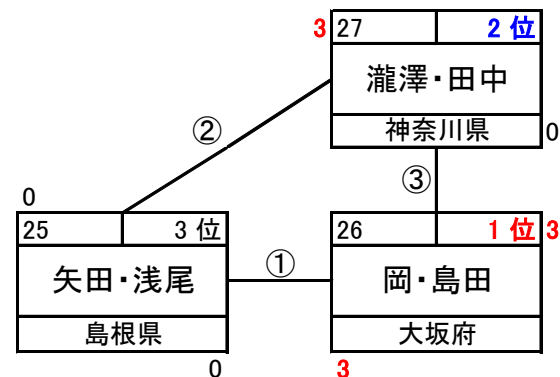 3 27 2 位
瀧澤・田中
神奈川県 0
②
③
0
25 3 位
26 1 位 3
矢田・浅尾
①
岡・島田
島根県
大坂府
0
3